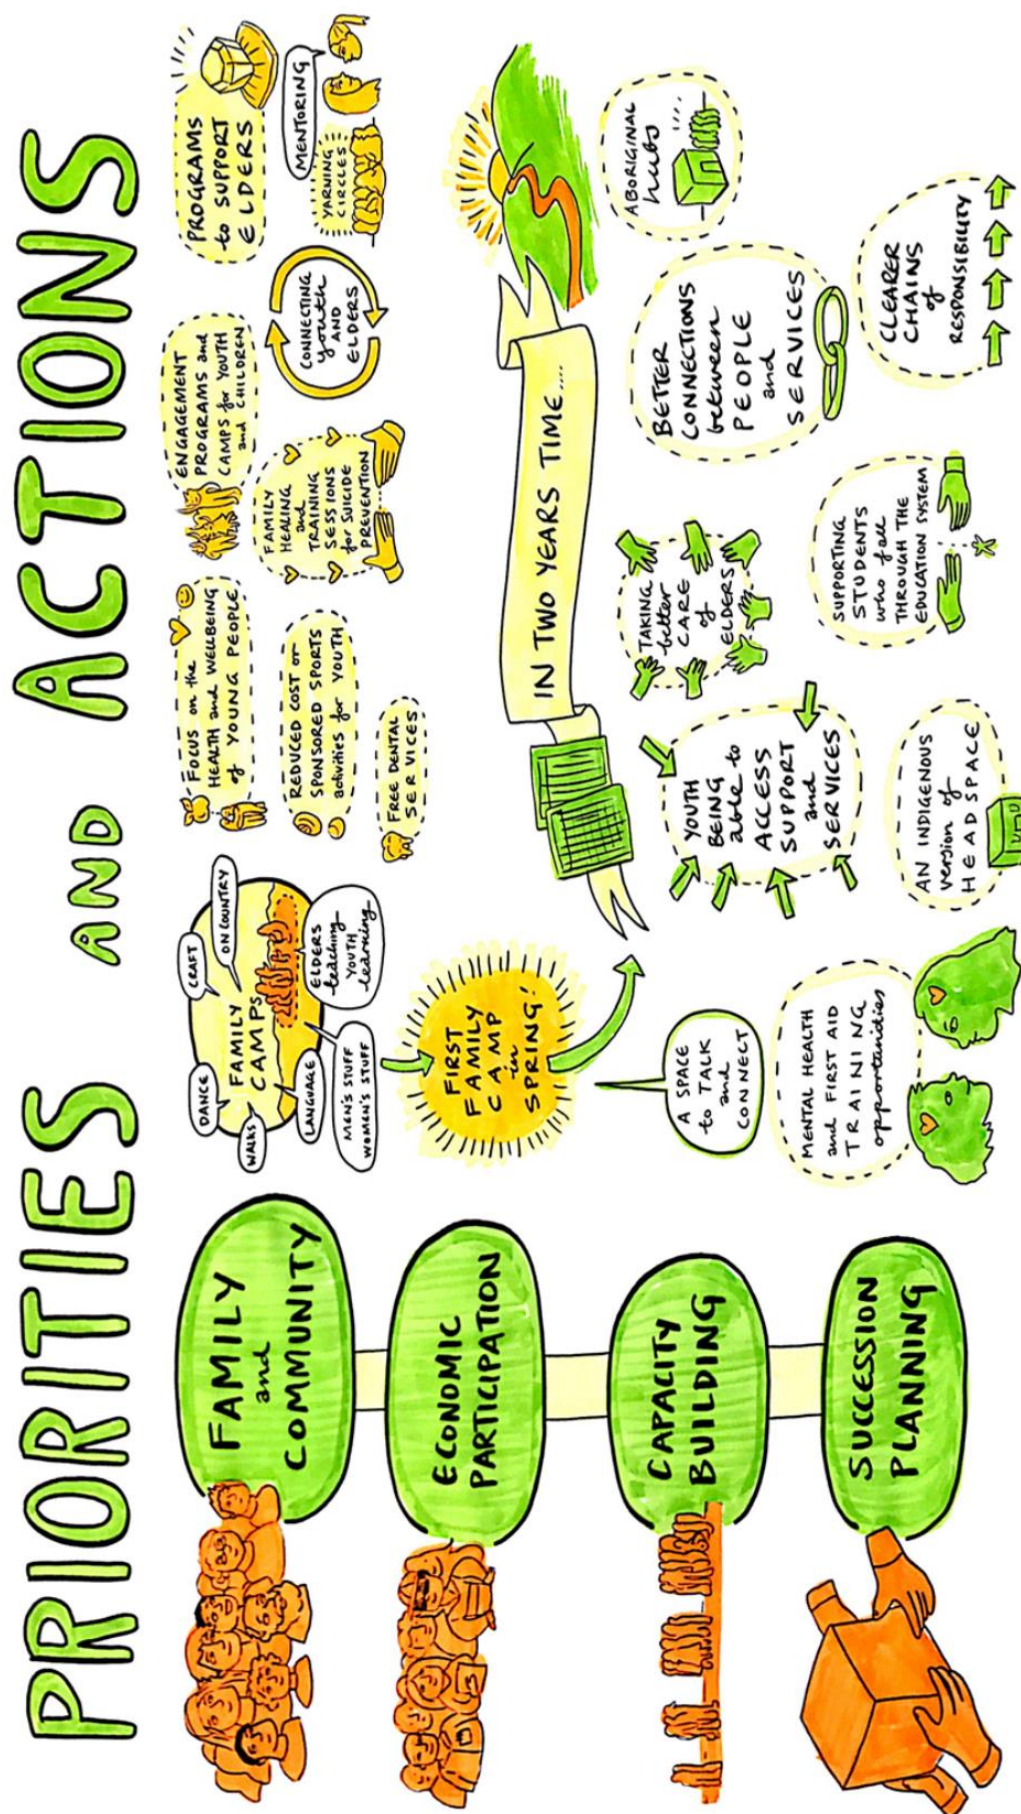 PRIORITIES AND ACTIONS
FAMILY
and
COMMUNITY
ECONOMIC
PARTICIPATION
CAPACITY
BUILDING
SUCCESSION
PLANNING
DANCE
CRAFT
ON COUNTRY
WALKS
FAMILY
CAMPS
LANGUAGE
MEN'S STUFF
WOMEN'S STUFF
ELDERS
teaching
YOUTH
learning
FIRST
FAMILY
CAMP
in
SPRING!
FOCUS on the
HEALTH and WELLBEING
of YOUNG PEOPLE
REDUCED COST or
SPONSORED SPORTS
activities for YOUTH
FREE DENTAL
SERVICES
ENGAGEMENT
PROGRAMS and
CAMPS for YOUTH
and CHILDREN
FAMILY
HEALING
and
TRAINING
SESSIONS
for SUICIDE
PREVENTION
CONNECTING
youth
AND
ELDERS
PROGRAMS
to SUPPORT
ELDERS
MENTORING
YARNING
CIRCLES
IN TWO YEARS TIME.....
A SPACE
to TALK
and
CONNECT
MENTAL HEALTH
and FIRST AID
TRAINING
opportunities
YOUTH
BEING
able to
ACCESS
SUPPORT
and
SERVICES
AN INDIGENOUS
version of
HEADSPACE
TAKING
better
CARE
of
ELDERS
SUPPORTING
STUDENTS
who fall
THROUGH THE
EDUCATION SYSTEM
BETTER
CONNECTIONS
between
PEOPLE
and
SERVICES
ABORIGINAL
hubs
CLEARER
CHAINS
of
RESPONSIBILITY